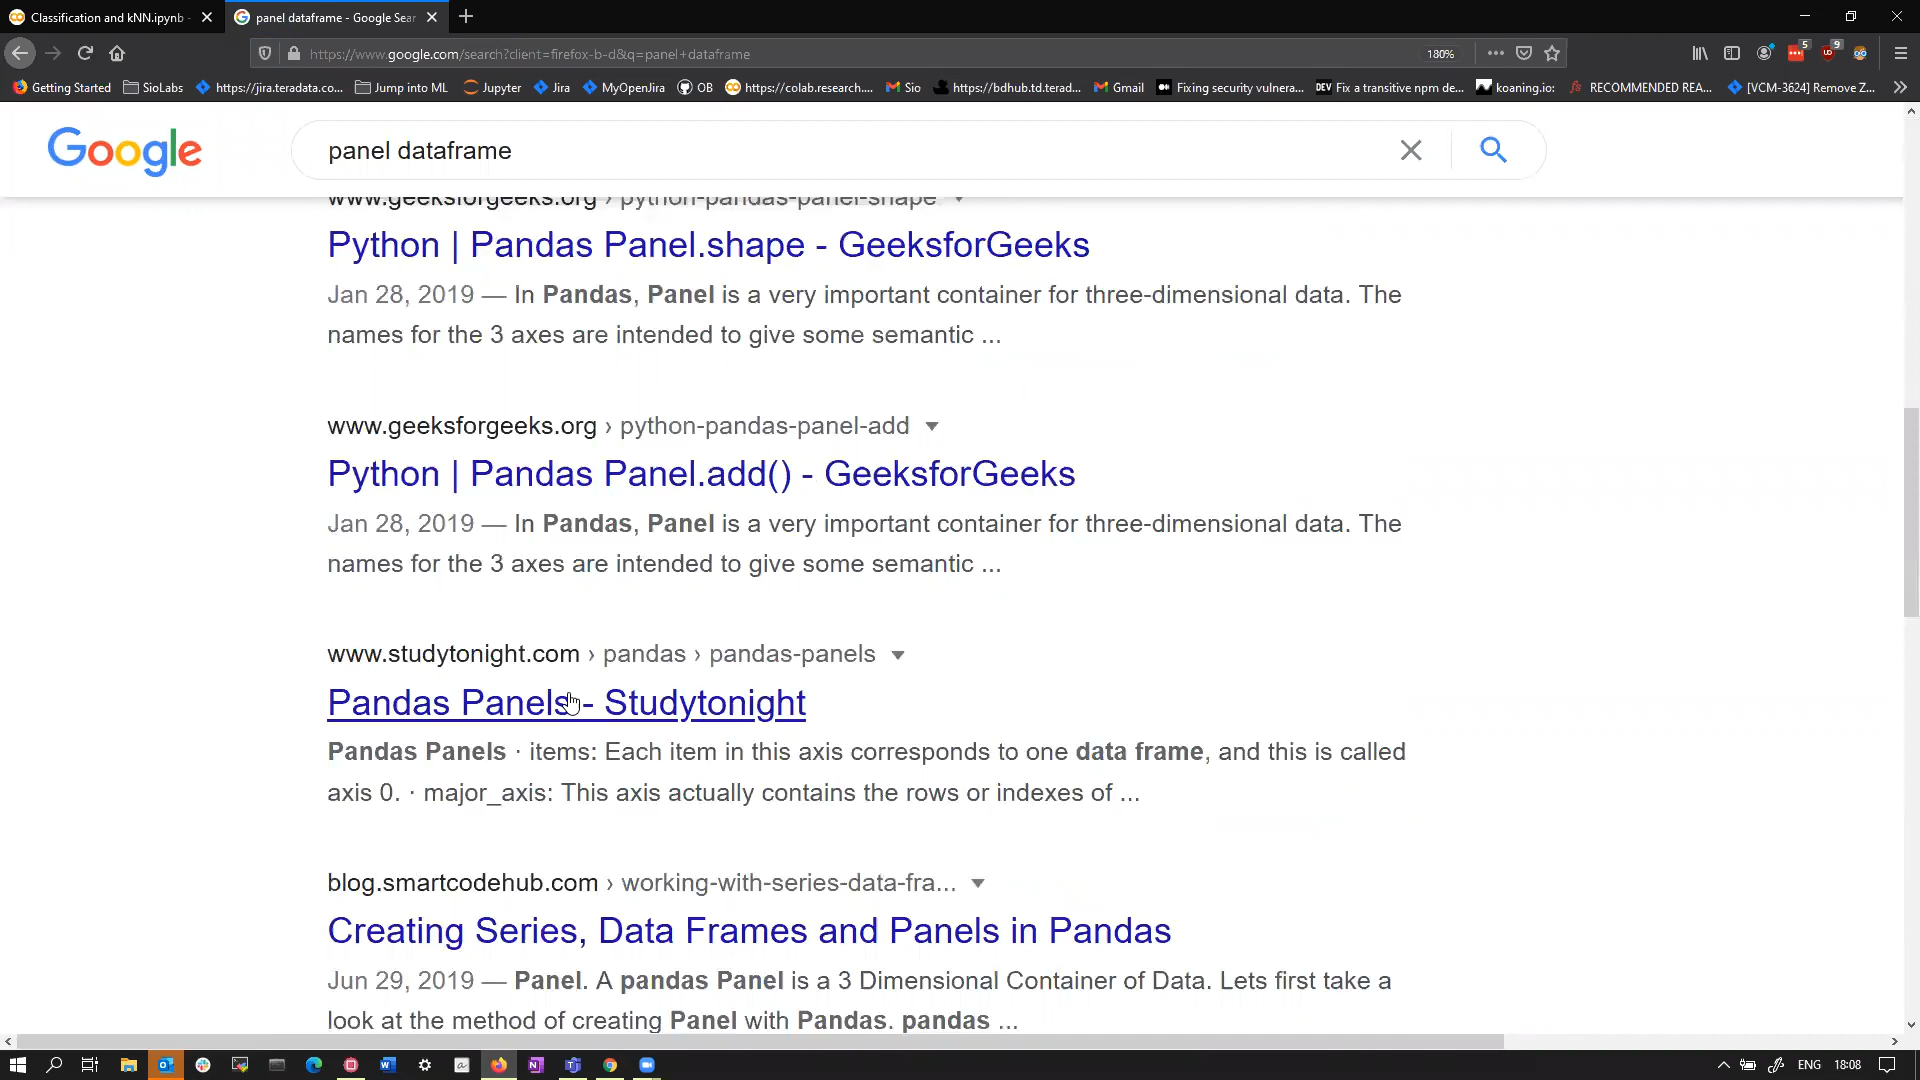 Classification and kNN.ipynb -
panel dataframe - Google Sear
https://www.google.com/search?client=firefox-b-d&q=panel+dataframe
180%
5
9
Getting Started
SioLabs
https://jira.teradata.co...
Jump into ML
Jupyter
Jira
MyOpenJira
OB
https://colab.research....
Sio
https://bdhub.td.terad...
Gmail
Fixing security vulnera...
DEV Fix a transitive npm de...
koaning.io:
RECOMMENDED REA...
[VCM-3624] Remove Z...
Google
panel dataframe
www.geeksforgeeks.org › python-pandas-panel-shape
Python | Pandas Panel.shape - GeeksforGeeks
Jan 28, 2019 — In Pandas, Panel is a very important container for three-dimensional data. The
names for the 3 axes are intended to give some semantic ...
www.geeksforgeeks.org › python-pandas-panel-add
Python | Pandas Panel.add() - GeeksforGeeks
Jan 28, 2019 — In Pandas, Panel is a very important container for three-dimensional data. The
names for the 3 axes are intended to give some semantic ...
www.studytonight.com › pandas › pandas-panels
Pandas Panels - Studytonight
Pandas Panels · items: Each item in this axis corresponds to one data frame, and this is called
axis 0. · major_axis: This axis actually contains the rows or indexes of ...
blog.smartcodehub.com › working-with-series-data-fra...
Creating Series, Data Frames and Panels in Pandas
Jun 29, 2019 — Panel. A pandas Panel is a 3 Dimensional Container of Data. Lets first take a
look at the method of creating Panel with Pandas. pandas ...
ENG
18:08